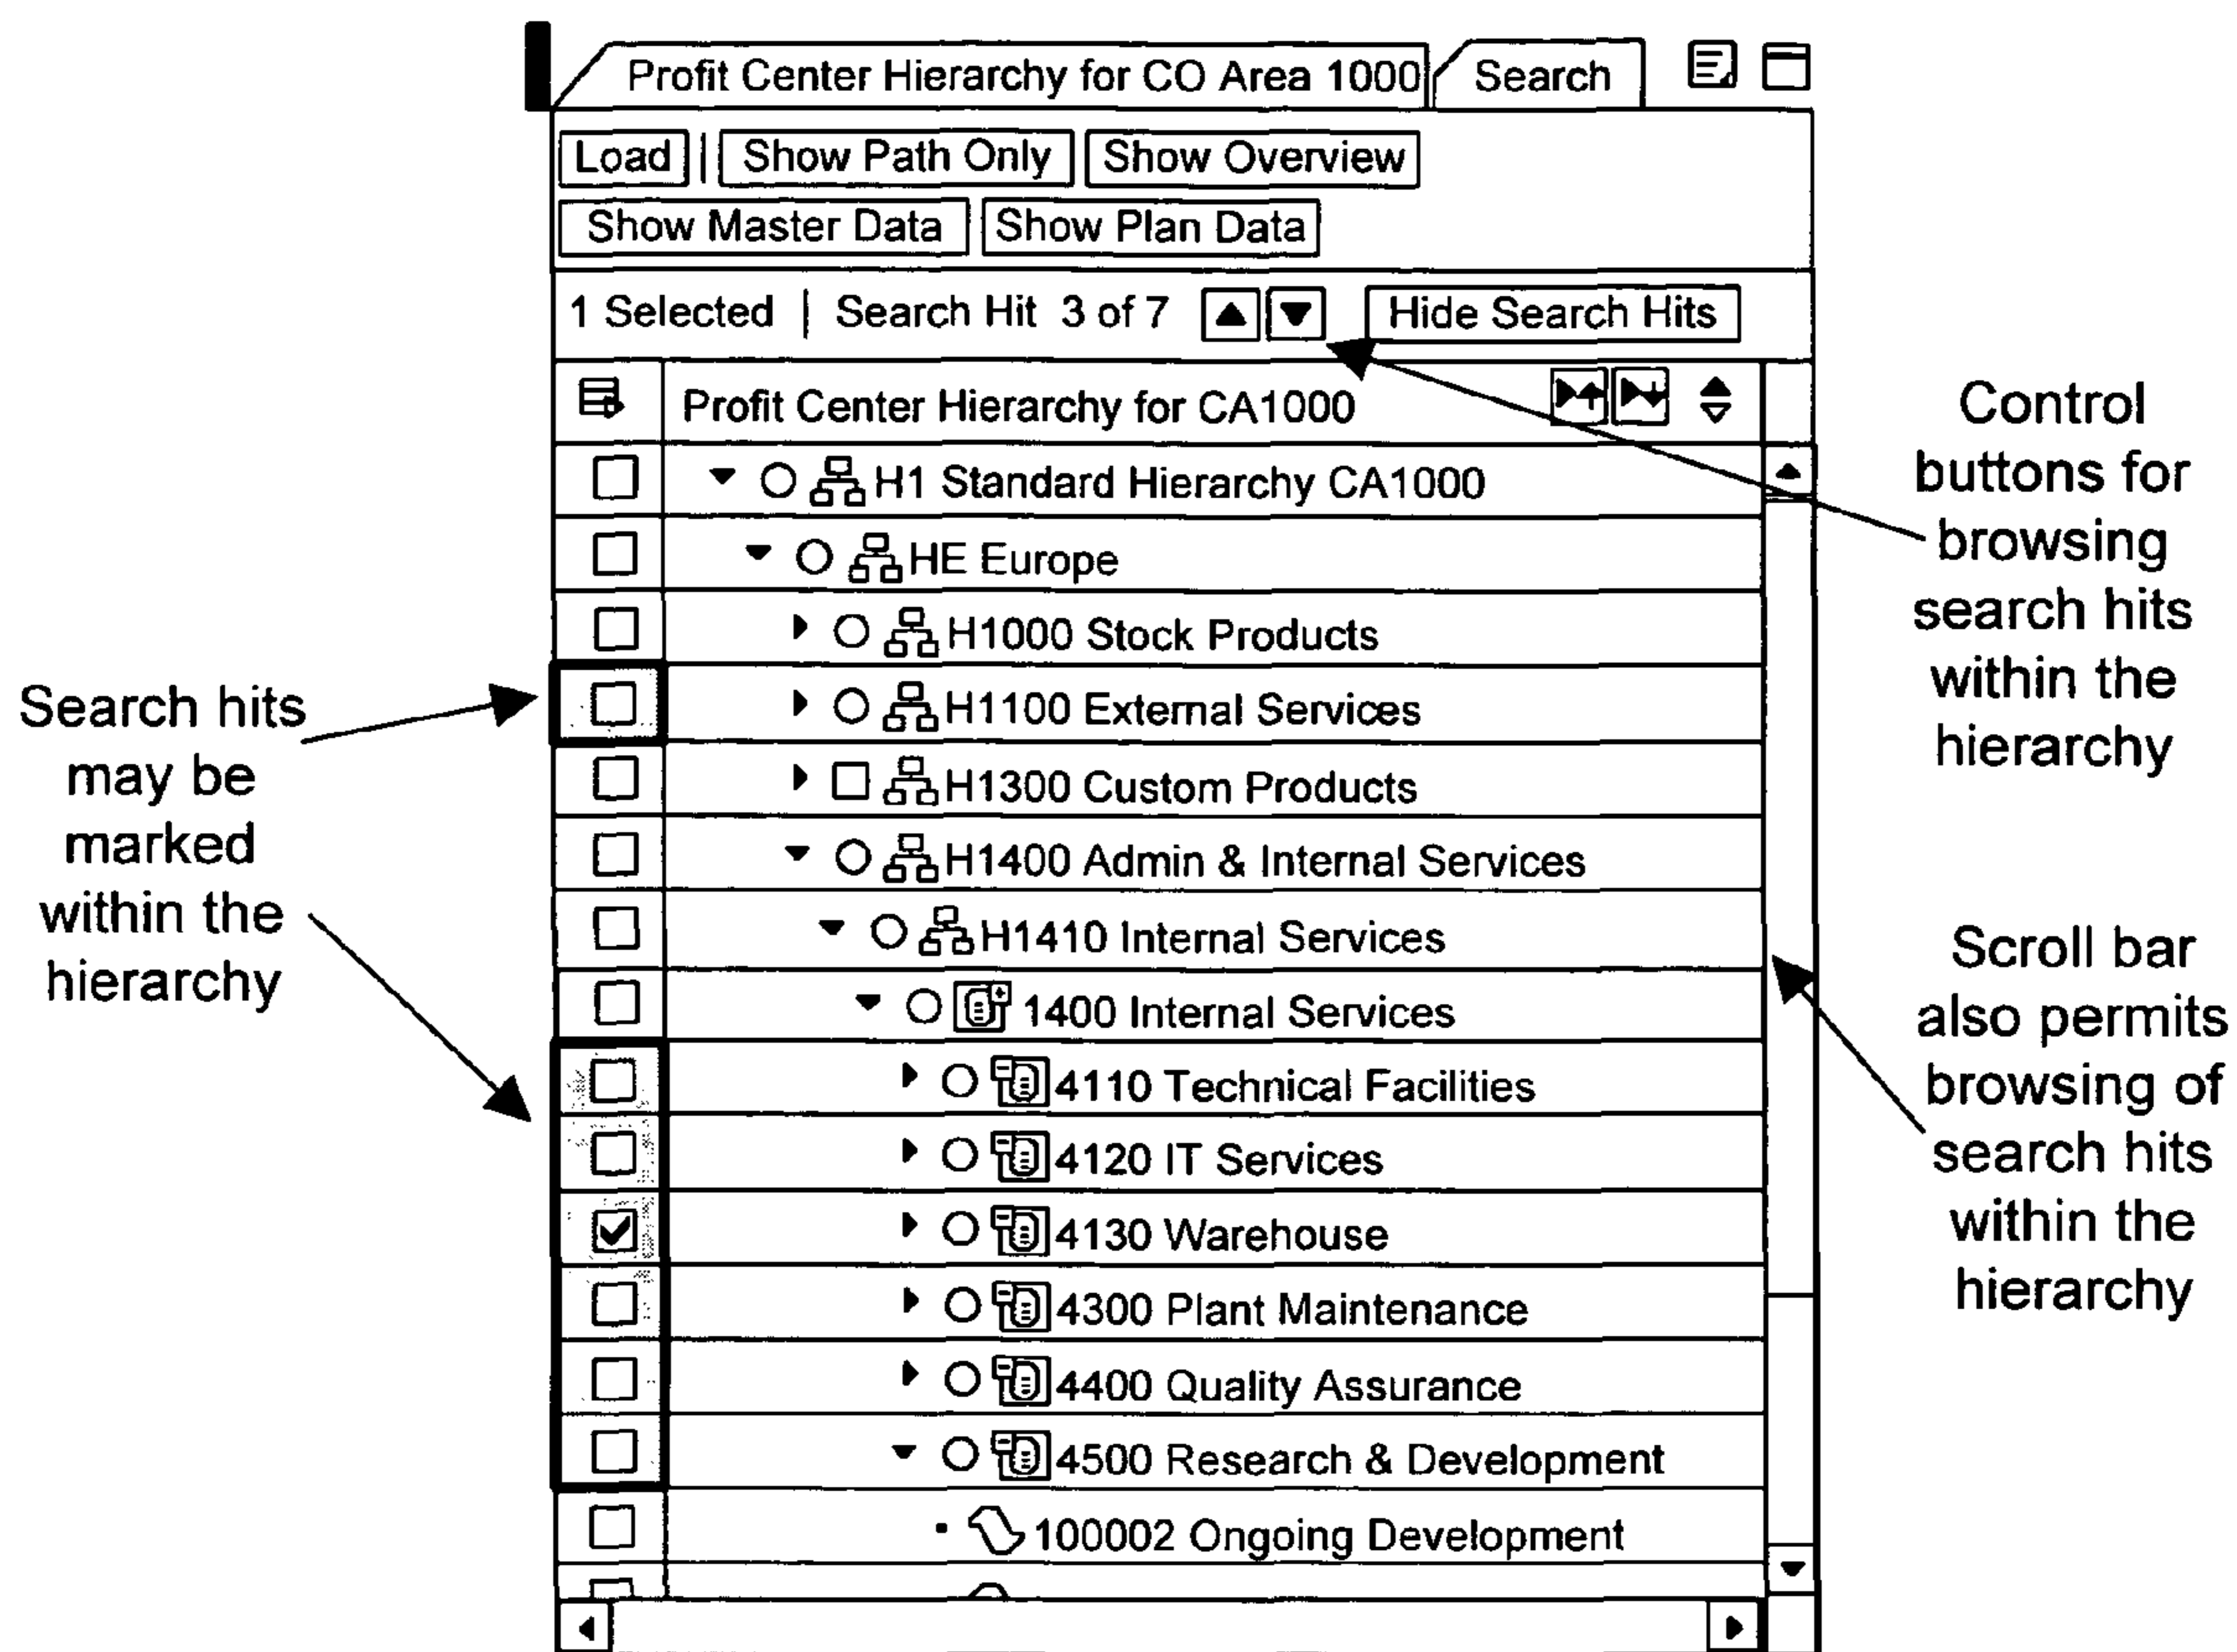 Profit Center Hierarchy for CO Area 1000 Search
Load Show Path Only Show Overview
Show Master Data Show Plan Data
1 Selected | Search Hit 3 of 7 Hide Search Hits
Profit Center Hierarchy for CA1000
H1 Standard Hierarchy CA1000
HE Europe
H1000 Stock Products
H1100 External Services
H1300 Custom Products
H1400 Admin & Internal Services
H1410 Internal Services
1400 Internal Services
4110 Technical Facilities
4120 IT Services
4130 Warehouse
4300 Plant Maintenance
4400 Quality Assurance
4500 Research & Development
100002 Ongoing Development
Search hits
may be
marked
within the
hierarchy
Control
buttons for
browsing
search hits
within the
hierarchy
Scroll bar
also permits
browsing of
search hits
within the
hierarchy